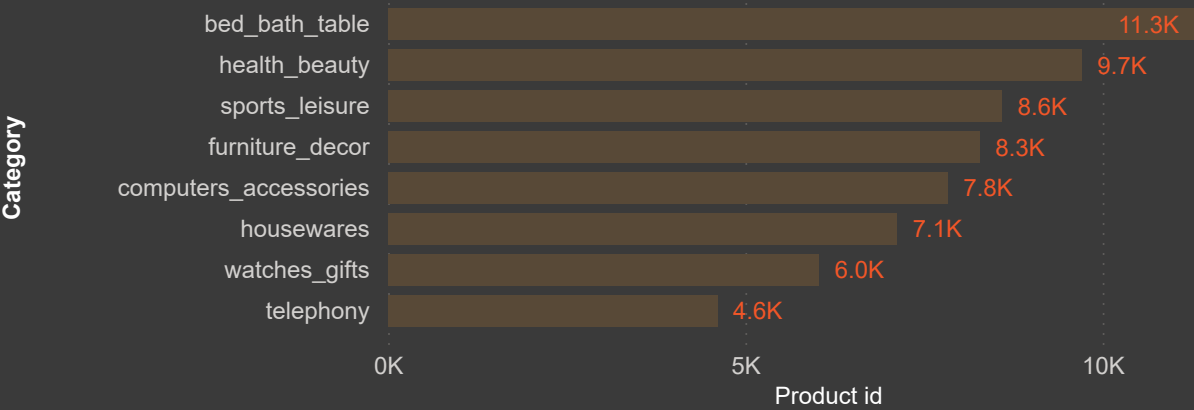 Category
bed_bath_table 11.3K
health_beauty 9.7K
sports_leisure 8.6K
furniture_decor 8.3K
computers_accessories 7.8K
housewares 7.1K
watches_gifts 6.0K
telephony 4.6K
0K 5K 10K
Product id